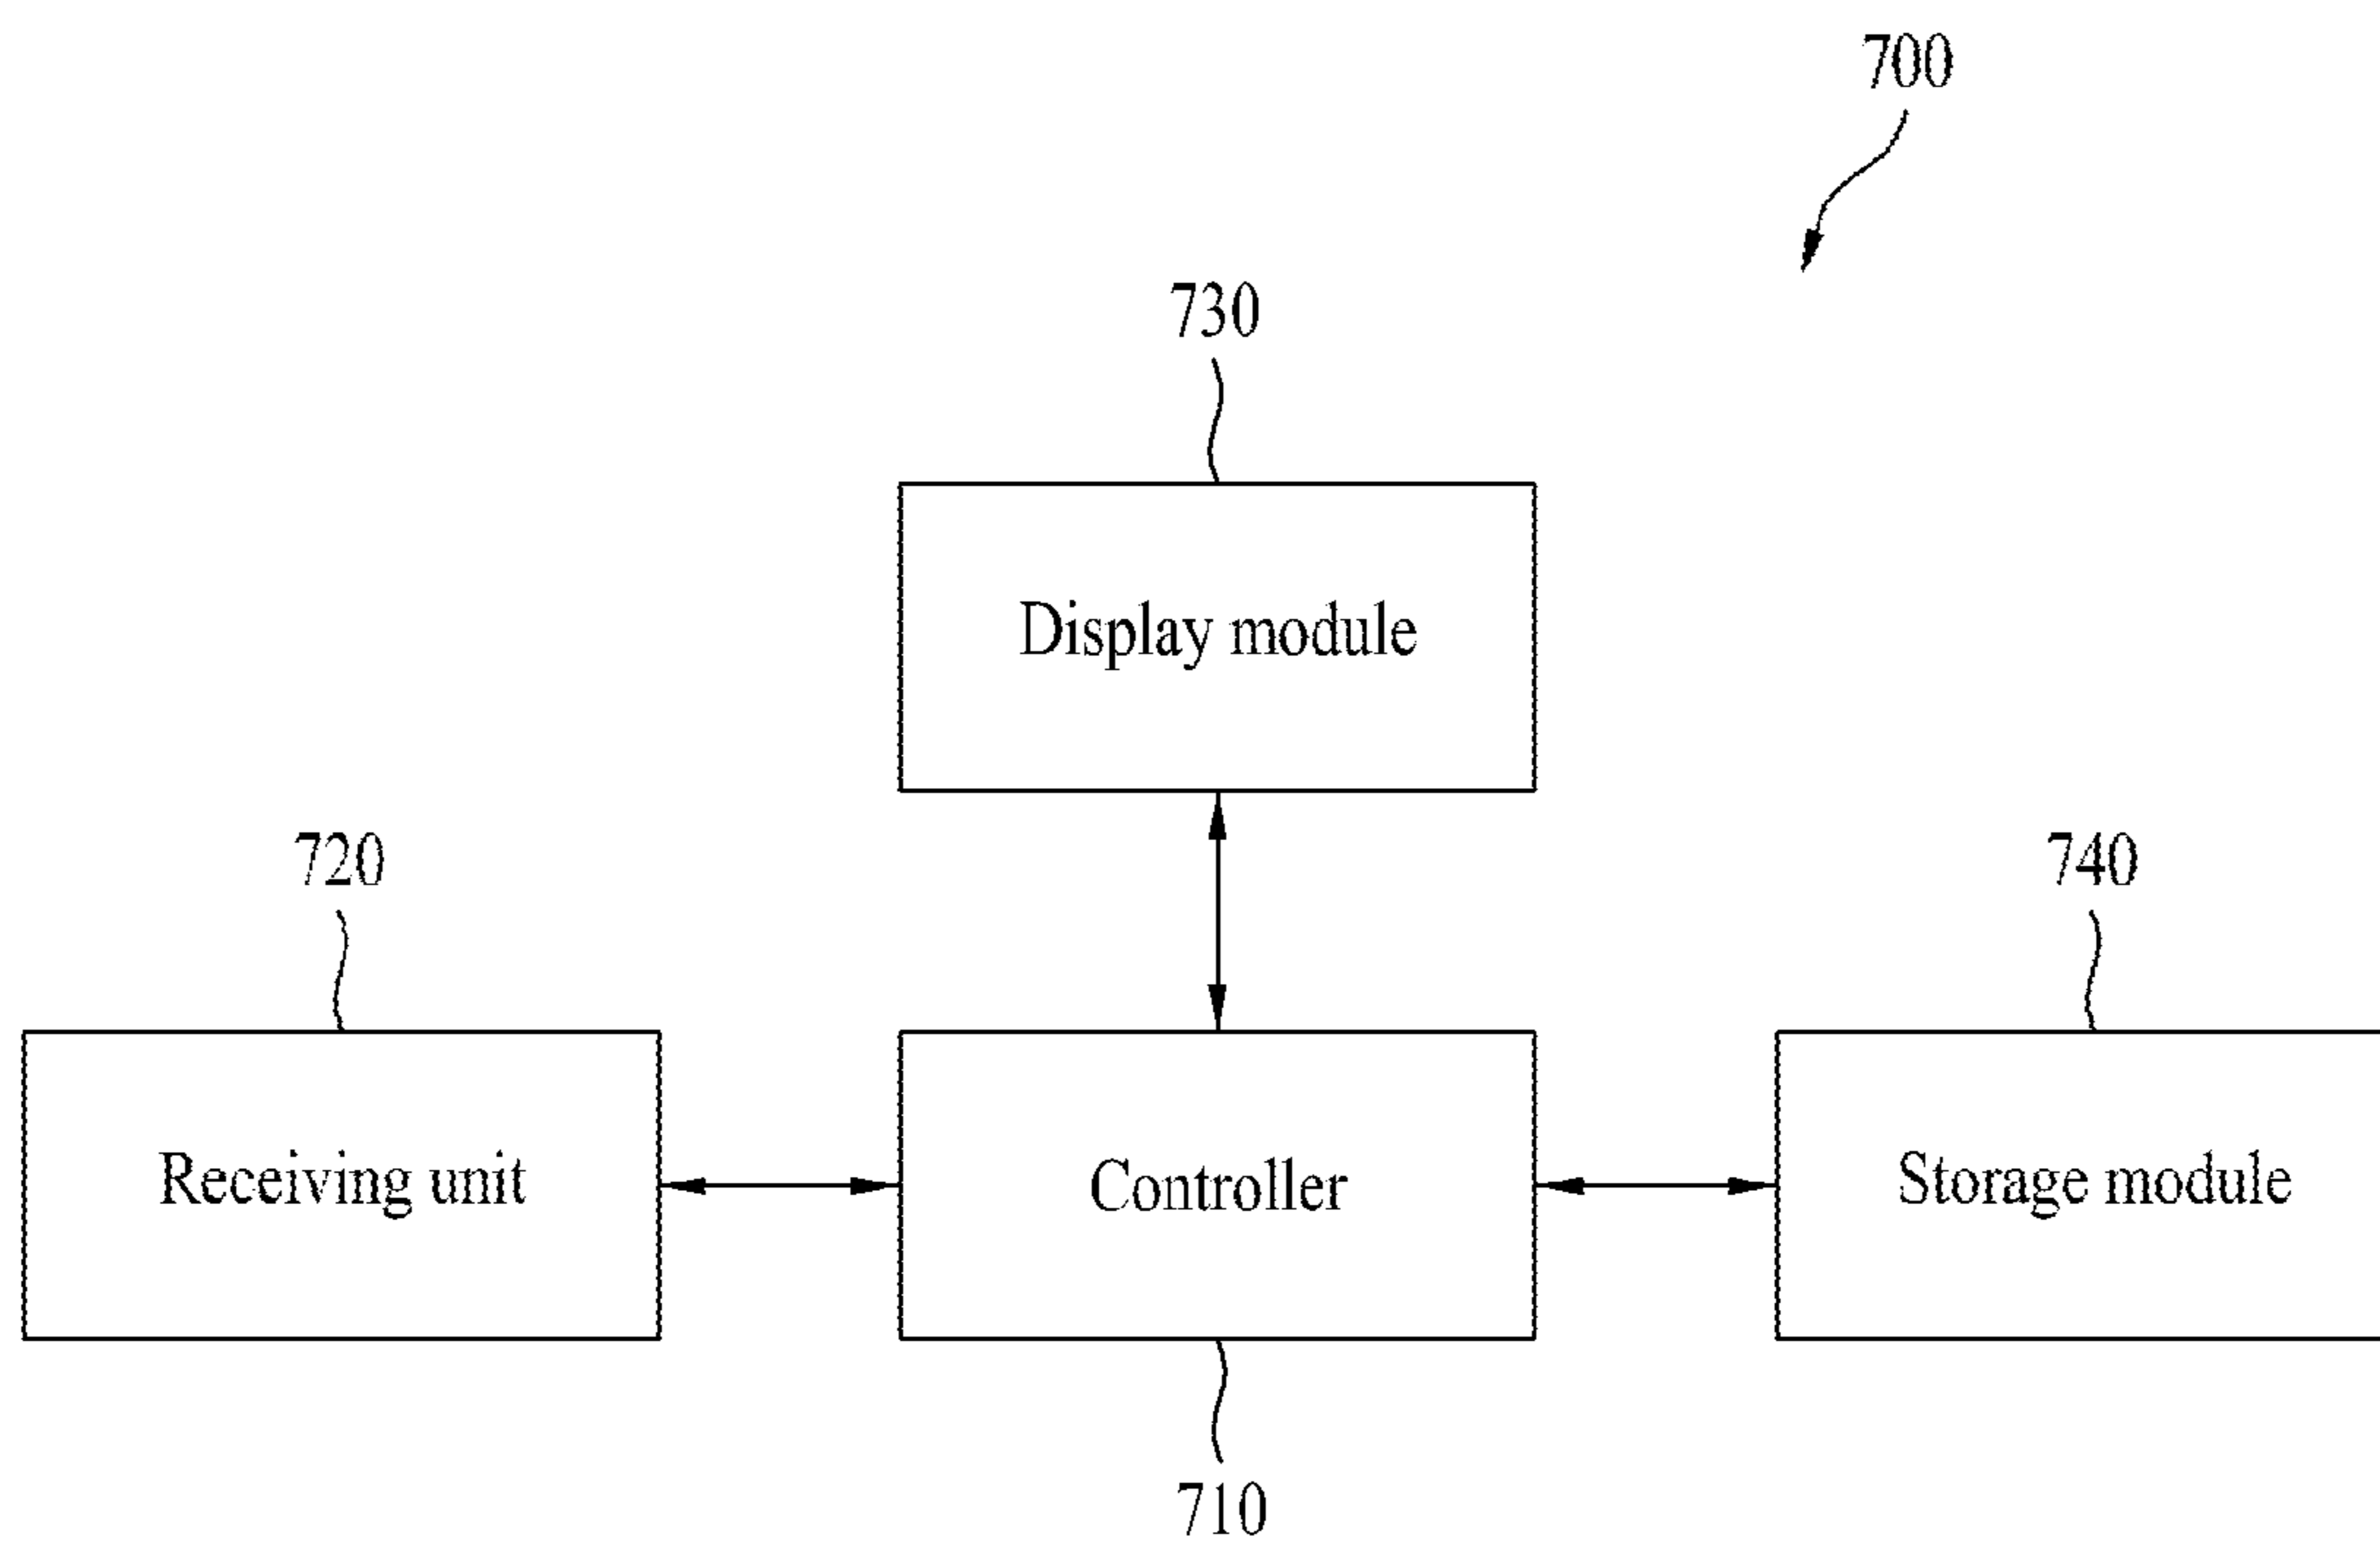 700
730
Display module
720
740
Receiving unit
Controller
Storage module
710